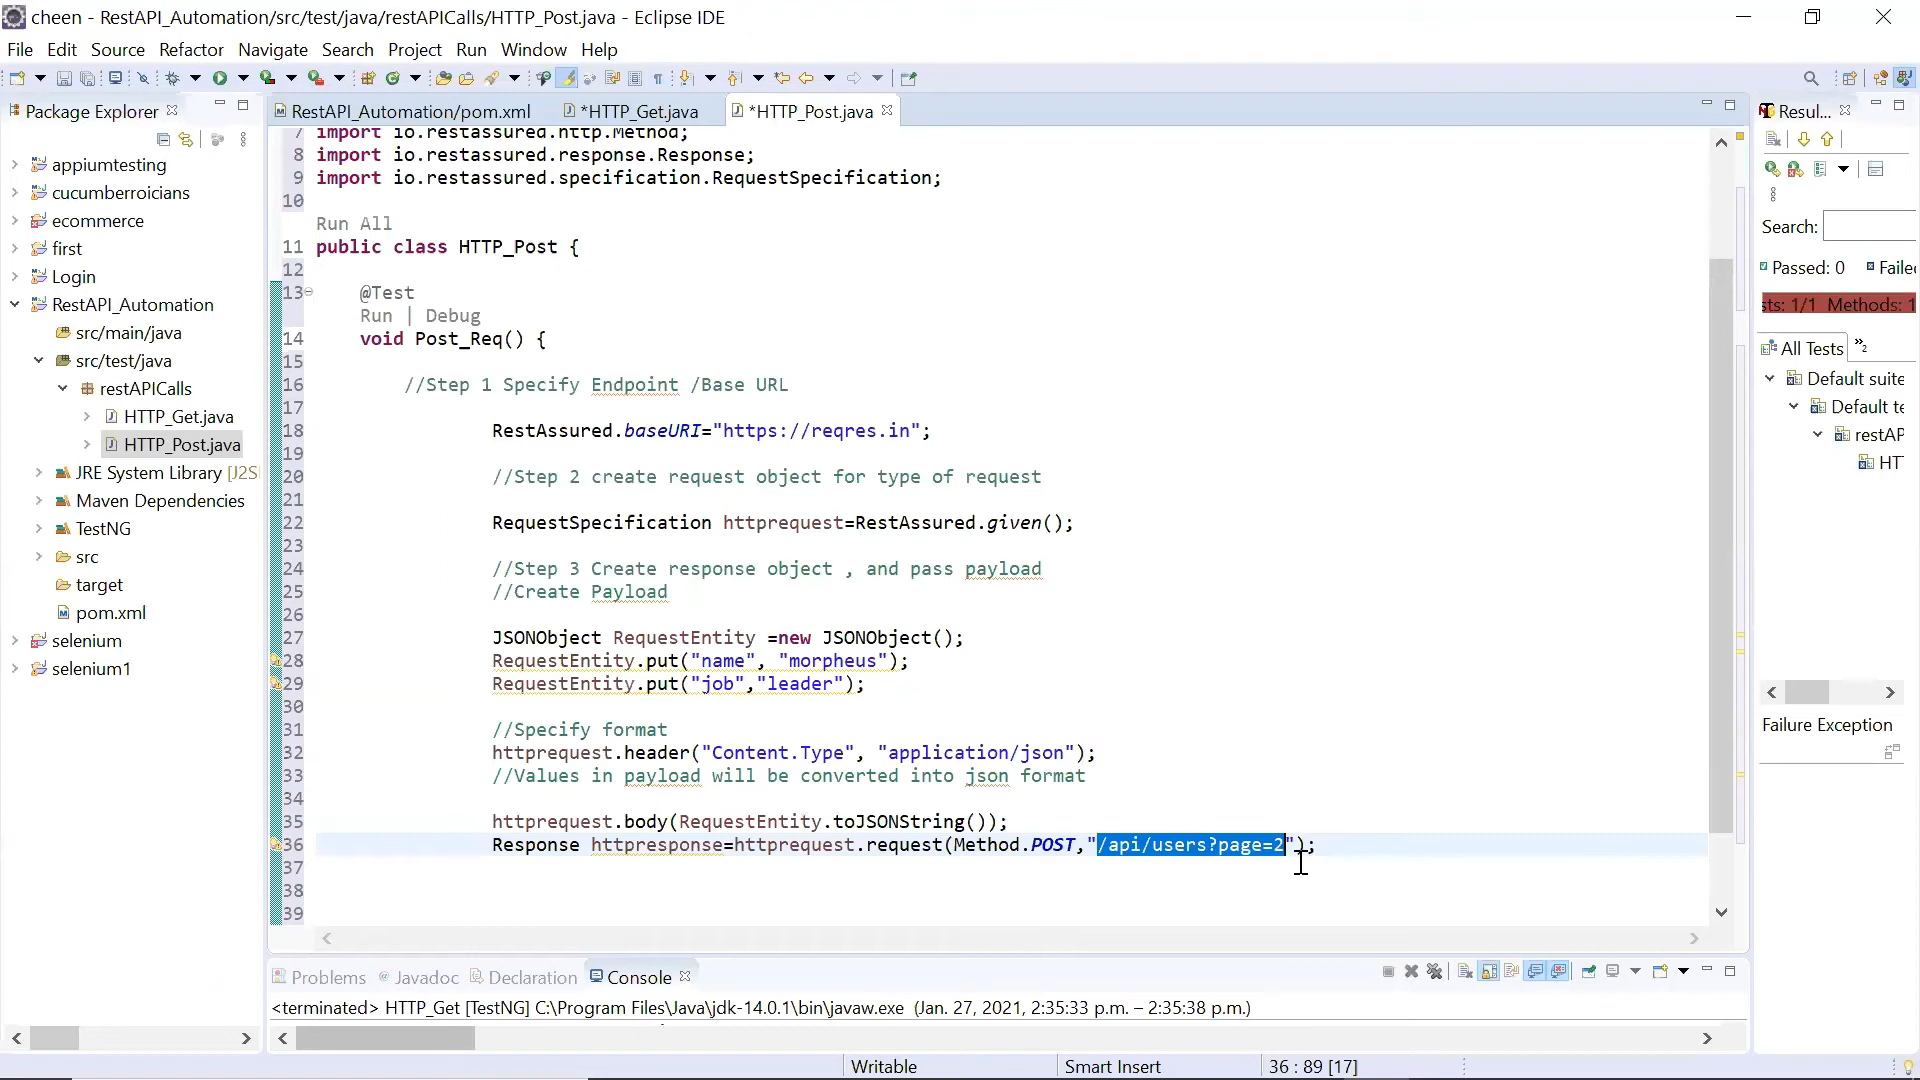 cheen - RestAPI_Automation/src/test/java/restAPICalls/HTTP_Post.java - Eclipse IDE
File Edit Source Refactor Navigate Search Project Run Window Help
Package Explorer
appiumtesting
cucumberroicians
ecommerce
first
Login
RestAPI_Automation
src/main/java
src/test/java
restAPICalls
HTTP_Get.java
HTTP_Post.java
JRE System Library [J2S
Maven Dependencies
TestNG
src
target
pom.xml
selenium
selenium1
RestAPI_Automation/pom.xml *HTTP_Get.java *HTTP_Post.java
7 import io.restassured.http.Method;
8 import io.restassured.response.Response;
9 import io.restassured.specification.RequestSpecification;
10
Run All
11 public class HTTP_Post {
12
13 @Test
Run | Debug
14 void Post_Req() {
15
16 //Step 1 Specify Endpoint /Base URL
17
18 RestAssured.baseURI="https://reqres.in";
19
20 //Step 2 create request object for type of request
21
22 RequestSpecification httprequest=RestAssured.given();
23
24 //Step 3 Create response object , and pass payload
25 //Create Payload
26
27 JSONObject RequestEntity =new JSONObject();
28 RequestEntity.put("name", "morpheus");
29 RequestEntity.put("job","leader");
30
31 //Specify format
32 httprequest.header("Content.Type", "application/json");
33 //Values in payload will be converted into json format
34
35 httprequest.body(RequestEntity.toJSONString());
36 Response httpresponse=httprequest.request(Method.POST,"/api/users?page=2");
37
38
39
Resul...
Search:
Passed: 0 Failed
sts: 1/1 Methods: 1
All Tests »2
Default suite
Default te
restAP
HT
Failure Exception
Problems Javadoc Declaration Console
<terminated> HTTP_Get [TestNG] C:\Program Files\Java\jdk-14.0.1\bin\javaw.exe (Jan. 27, 2021, 2:35:33 p.m. – 2:35:38 p.m.)
Writable Smart Insert 36 : 89 [17]